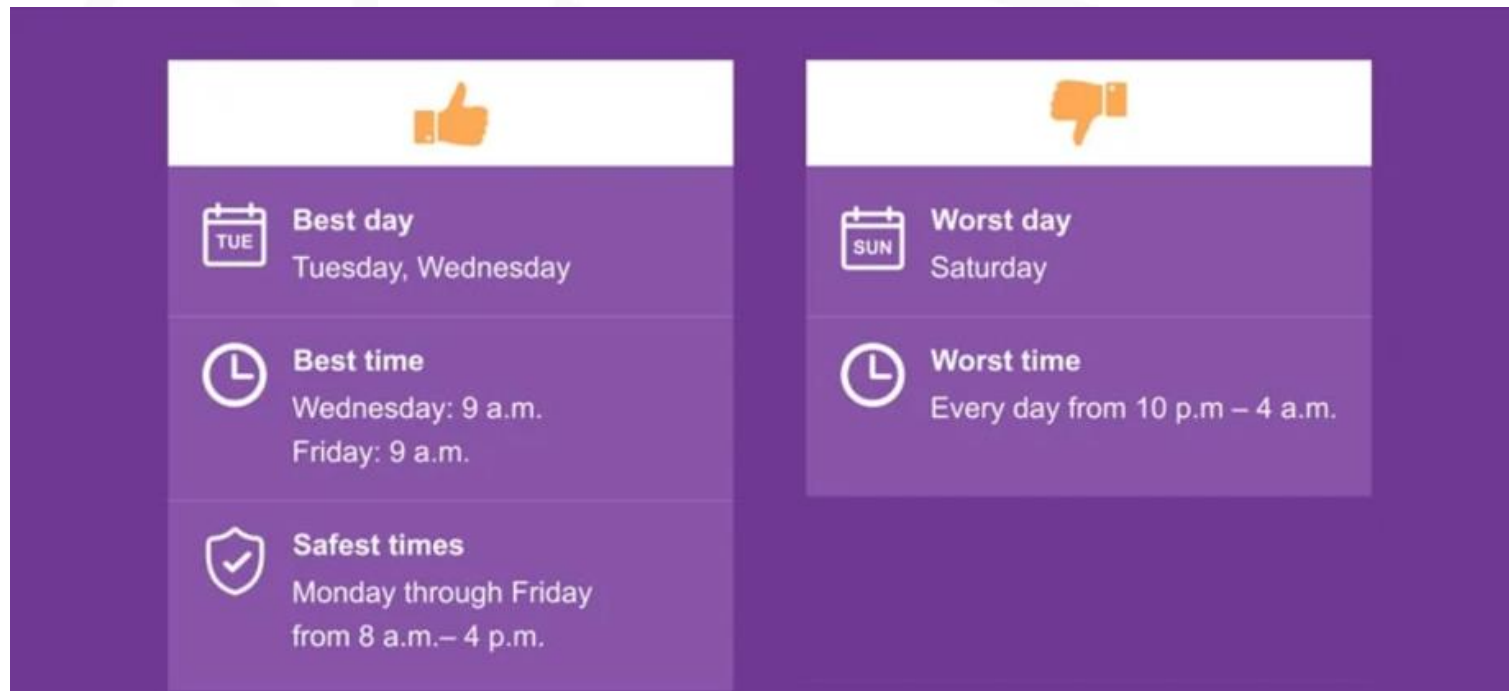 TUE
Best day
Tuesday, Wednesday
Best time
Wednesday: 9 a.m.
Friday: 9 a.m.
Safest times
Monday through Friday
from 8 a.m.– 4 p.m.
SUN
Worst day
Saturday
Worst time
Every day from 10 p.m – 4 a.m.